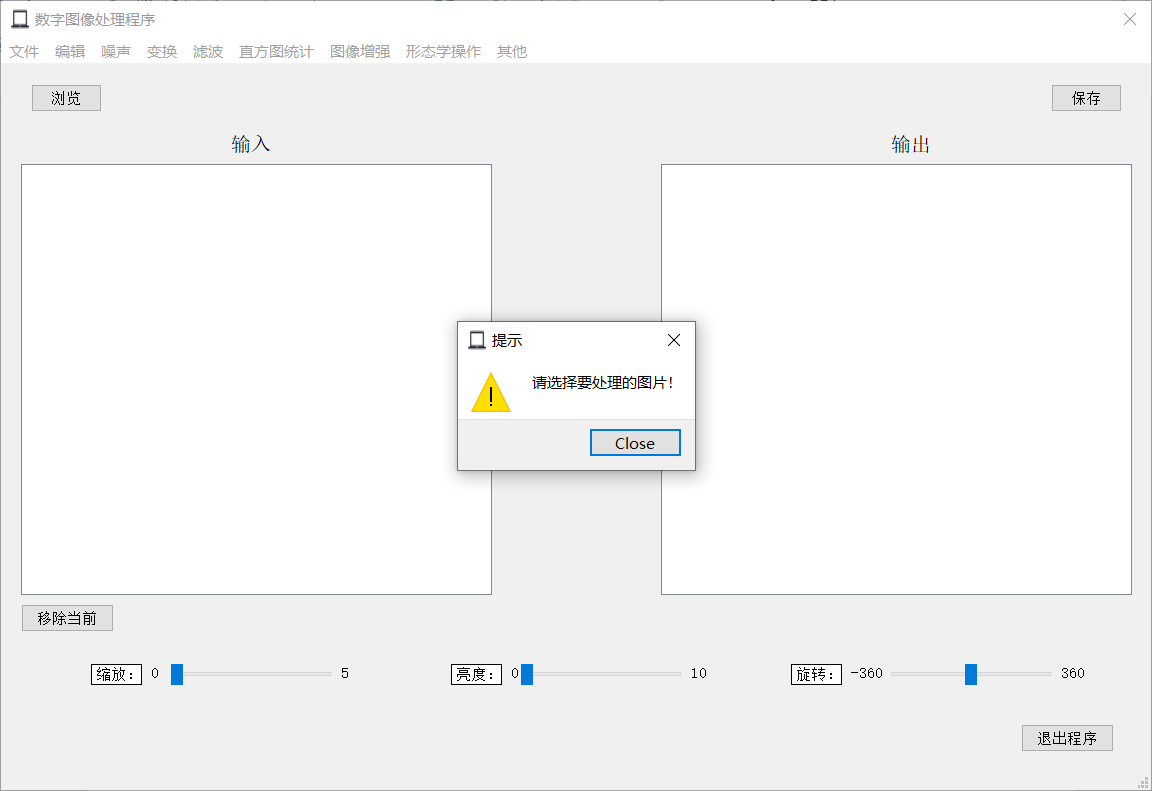 数字图像处理程序
文件 编辑 噪声 变换 滤波 直方图统计 图像增强 形态学操作 其他
浏览 保存
输入 输出
提示
请选择要处理的图片!
Close
移除当前
缩放: 0 5 亮度: 0 10 旋转: -360 360
退出程序